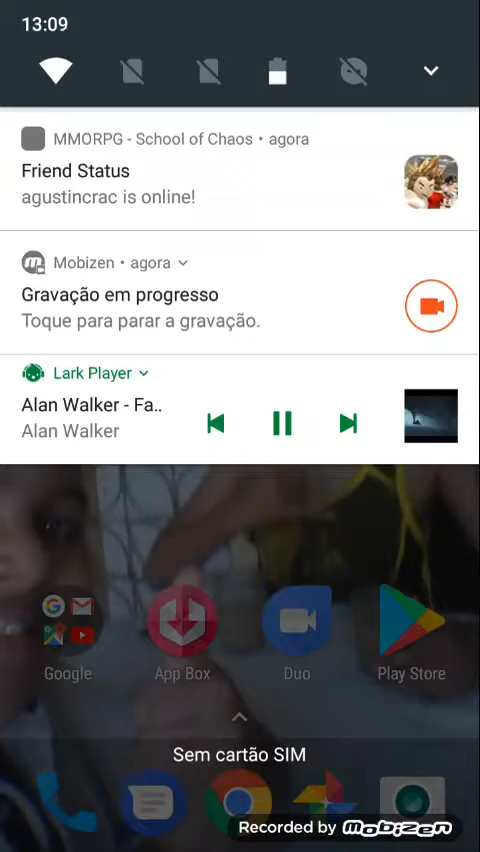 13:09
MMORPG - School of Chaos • agora
Friend Status
agustincrac is online!
Mobizen • agora
Gravação em progresso
Toque para parar a gravação.
Lark Player
Alan Walker - Fa..
Alan Walker
Google
App Box
Duo
Play Store
Sem cartão SIM
Recorded by Mobizen